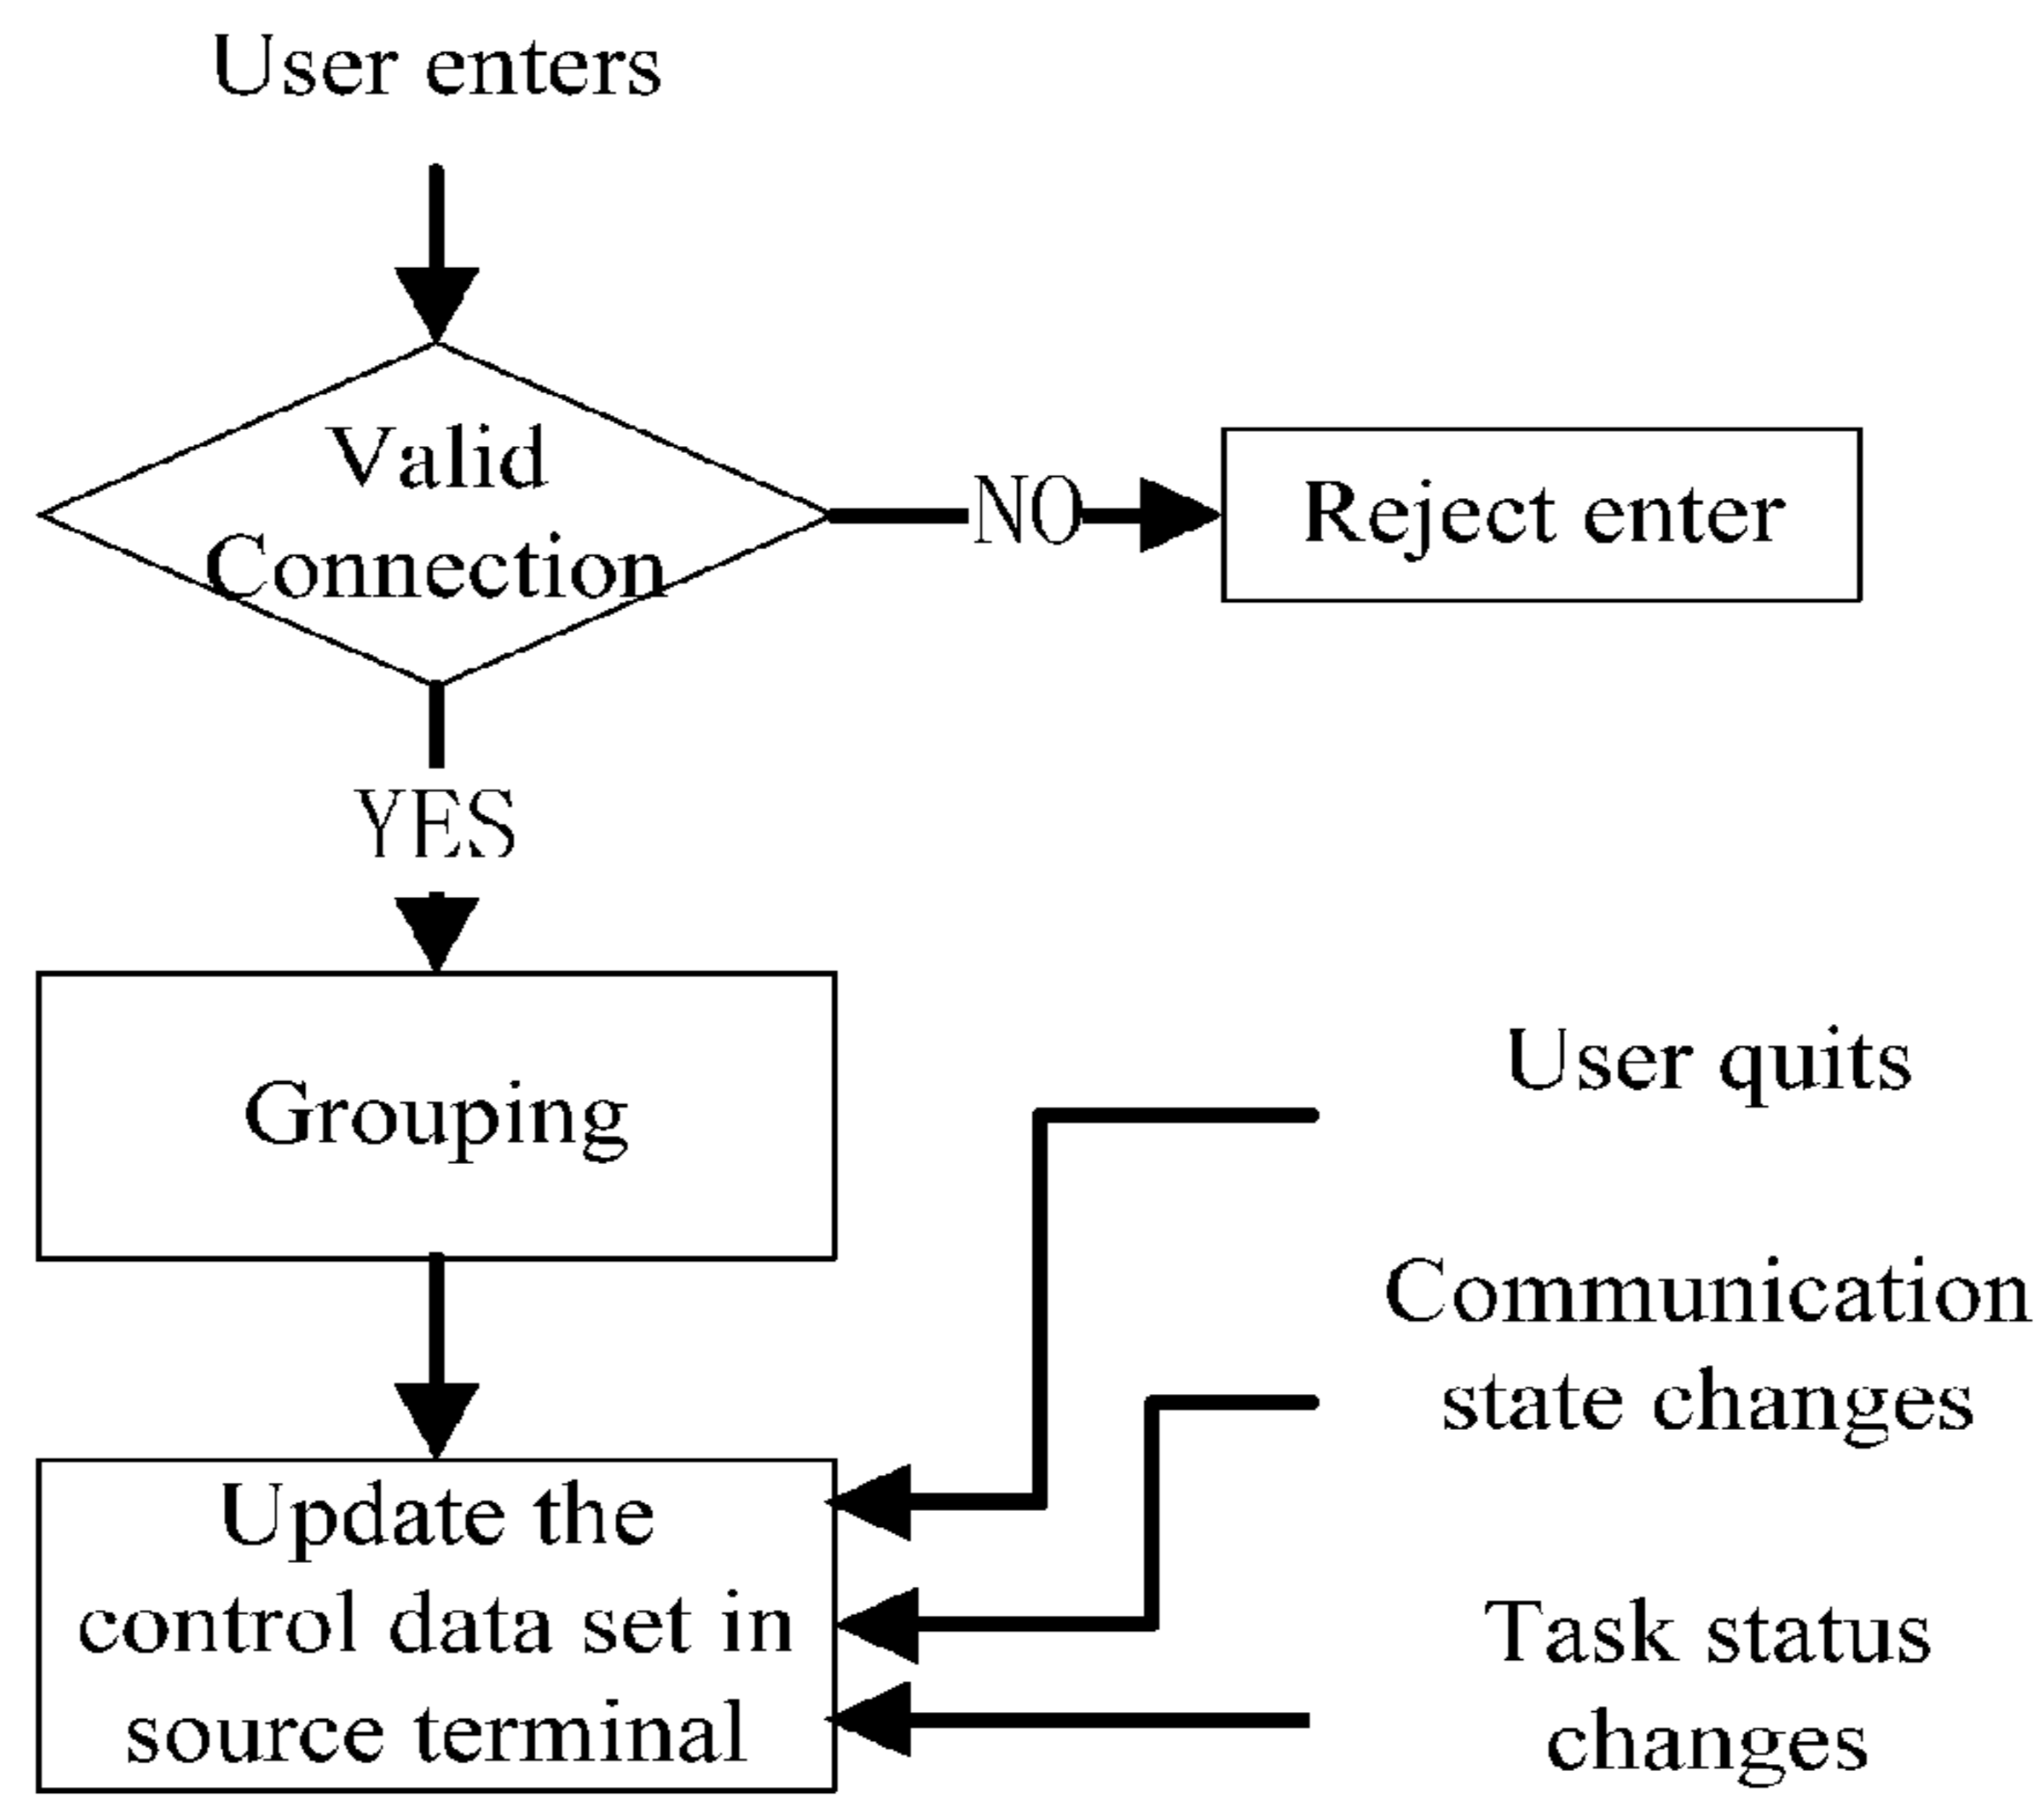 User enters
Valid
Connection
NO
Reject enter
YES
Grouping
User quits
Communication
state changes
Update the
control data set in
source terminal
Task status
changes